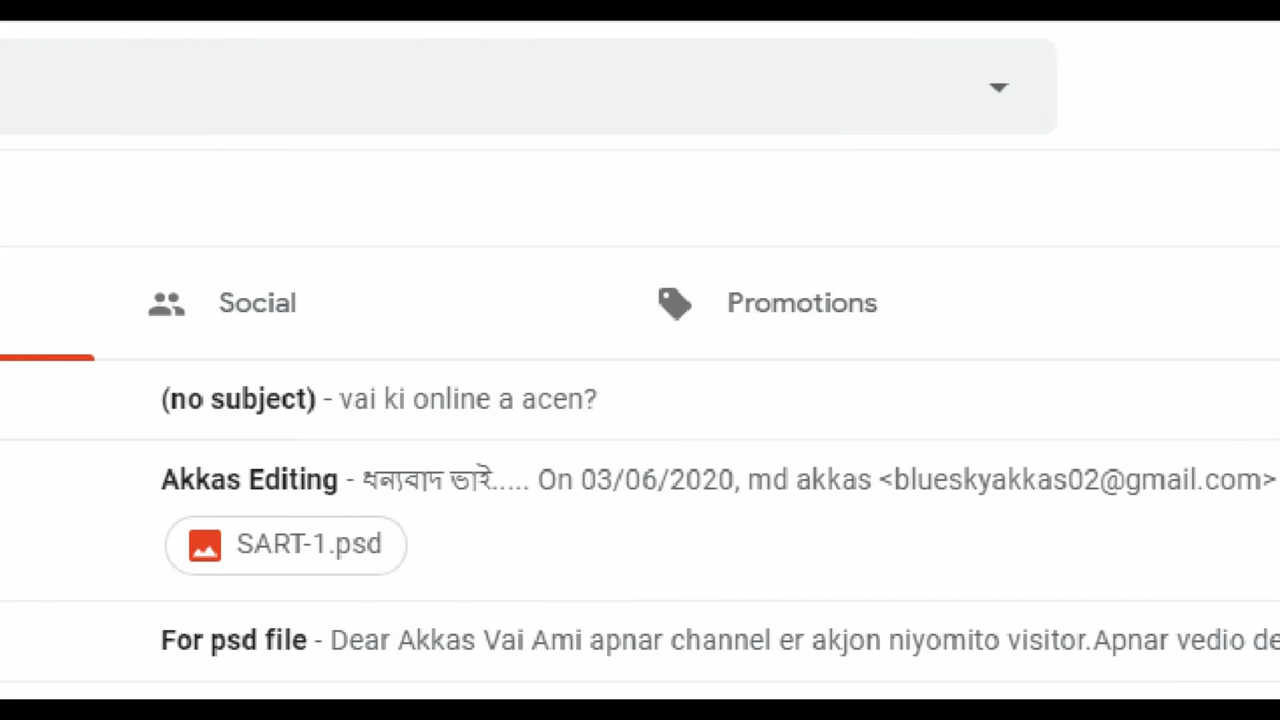 Social
Promotions
(no subject) - vai ki online a acen?
Akkas Editing - ধন্যবাদ ভাই..... On 03/06/2020, md akkas <blueskyakkas02@gmail.com>
SART-1.psd
For psd file - Dear Akkas Vai Ami apnar channel er akjon niyomito visitor.Apnar vedio de